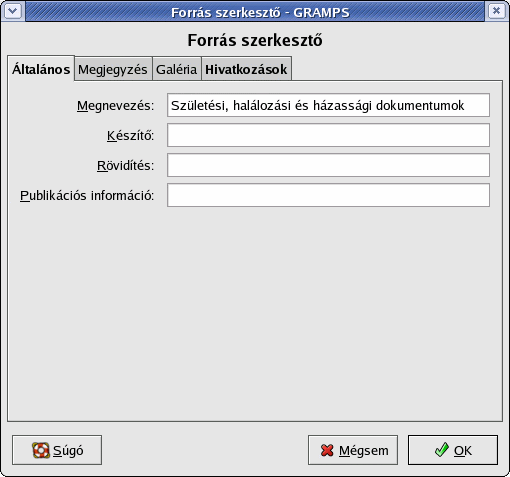 Forrás szerkesztő - GRAMPS
Forrás szerkesztő
Általános Megjegyzés Galéria Hivatkozások
Megnevezés: Születési, halálozási és házassági dokumentumok
Készítő:
Rövidítés:
Publikációs információ:
Súgó Mégsem OK